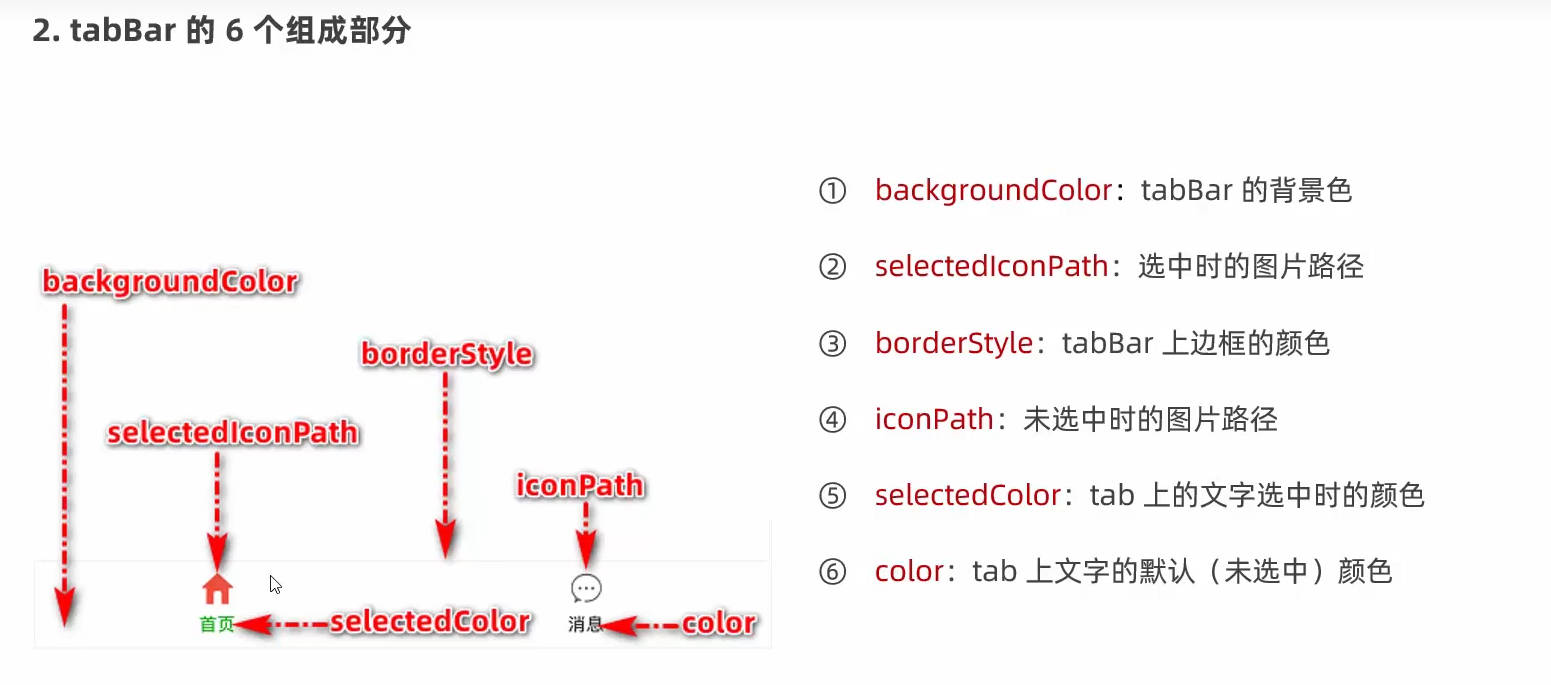 2. tabBar 的 6 个组成部分
backgroundColor
borderStyle
selectedIconPath
iconPath
首页
selectedColor
消息
color
① backgroundColor：tabBar 的背景色
② selectedIconPath：选中时的图片路径
③ borderStyle：tabBar 上边框的颜色
④ iconPath：未选中时的图片路径
⑤ selectedColor：tab 上的文字选中时的颜色
⑥ color：tab 上文字的默认（未选中）颜色